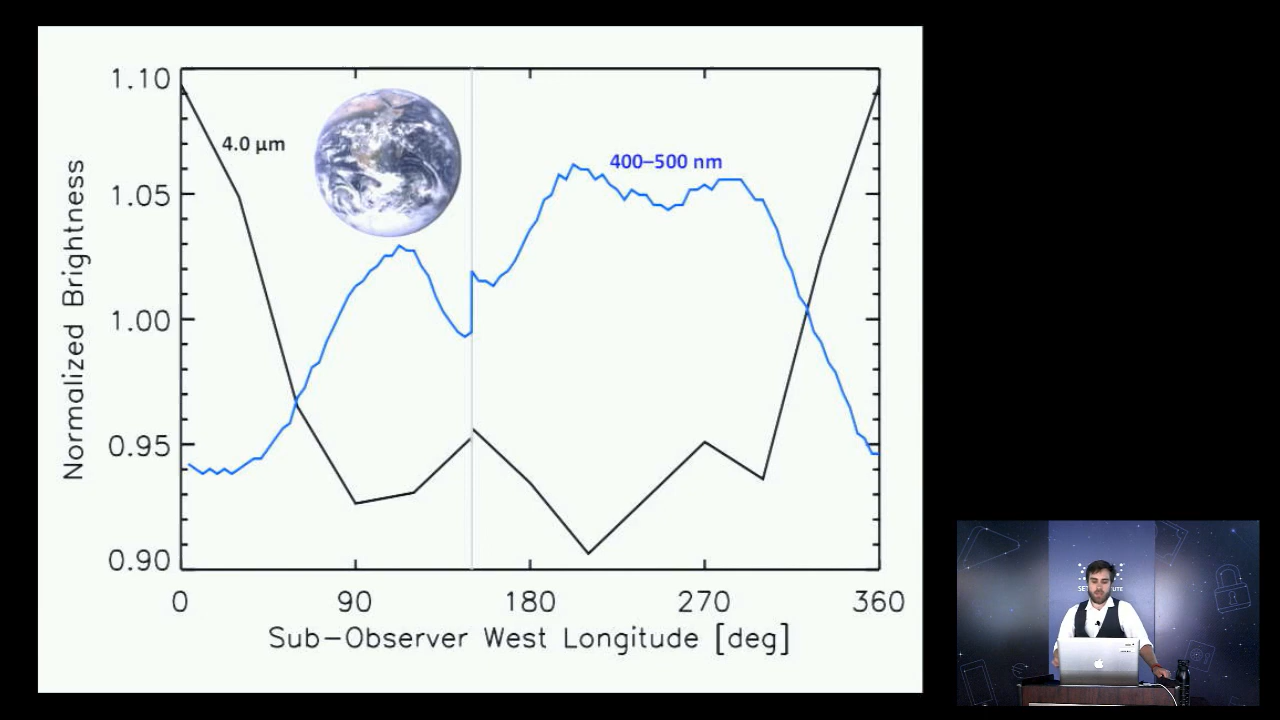 1.10
1.05
1.00
0.95
0.90
Normalized Brightness
4.0 µm
400–500 nm
0 90 180 270 360
Sub-Observer West Longitude [deg]